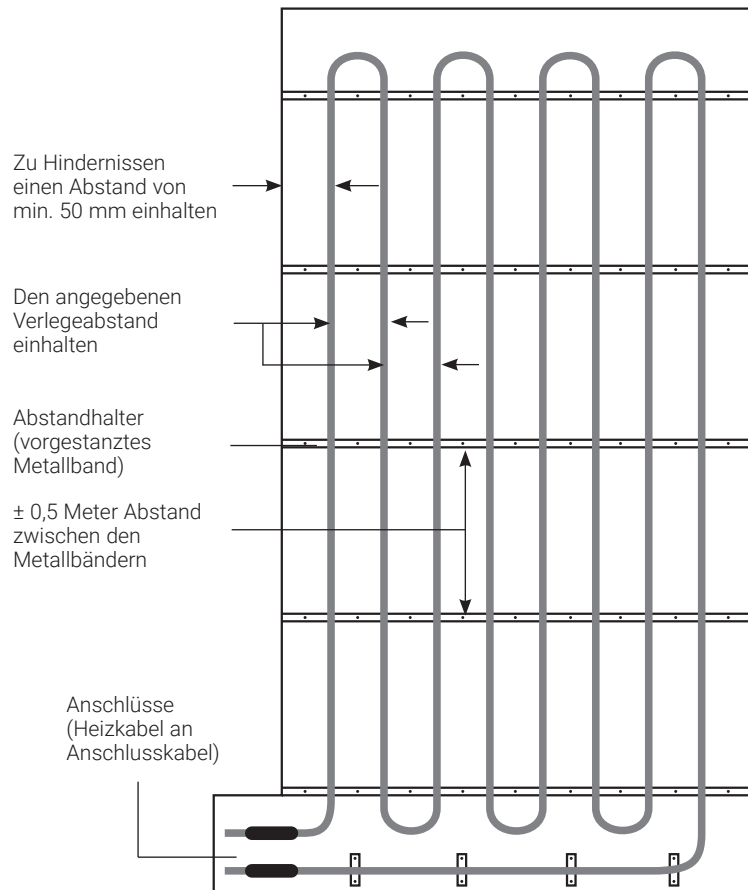 Zu Hindernissen
einen Abstand von
min. 50 mm einhalten
Den angegebenen
Verlegeabstand
einhalten
Abstandhalter
(vorgestanztes
Metallband)
± 0,5 Meter Abstand
zwischen den
Metallbändern
Anschlüsse
(Heizkabel an
Anschlusskabel)